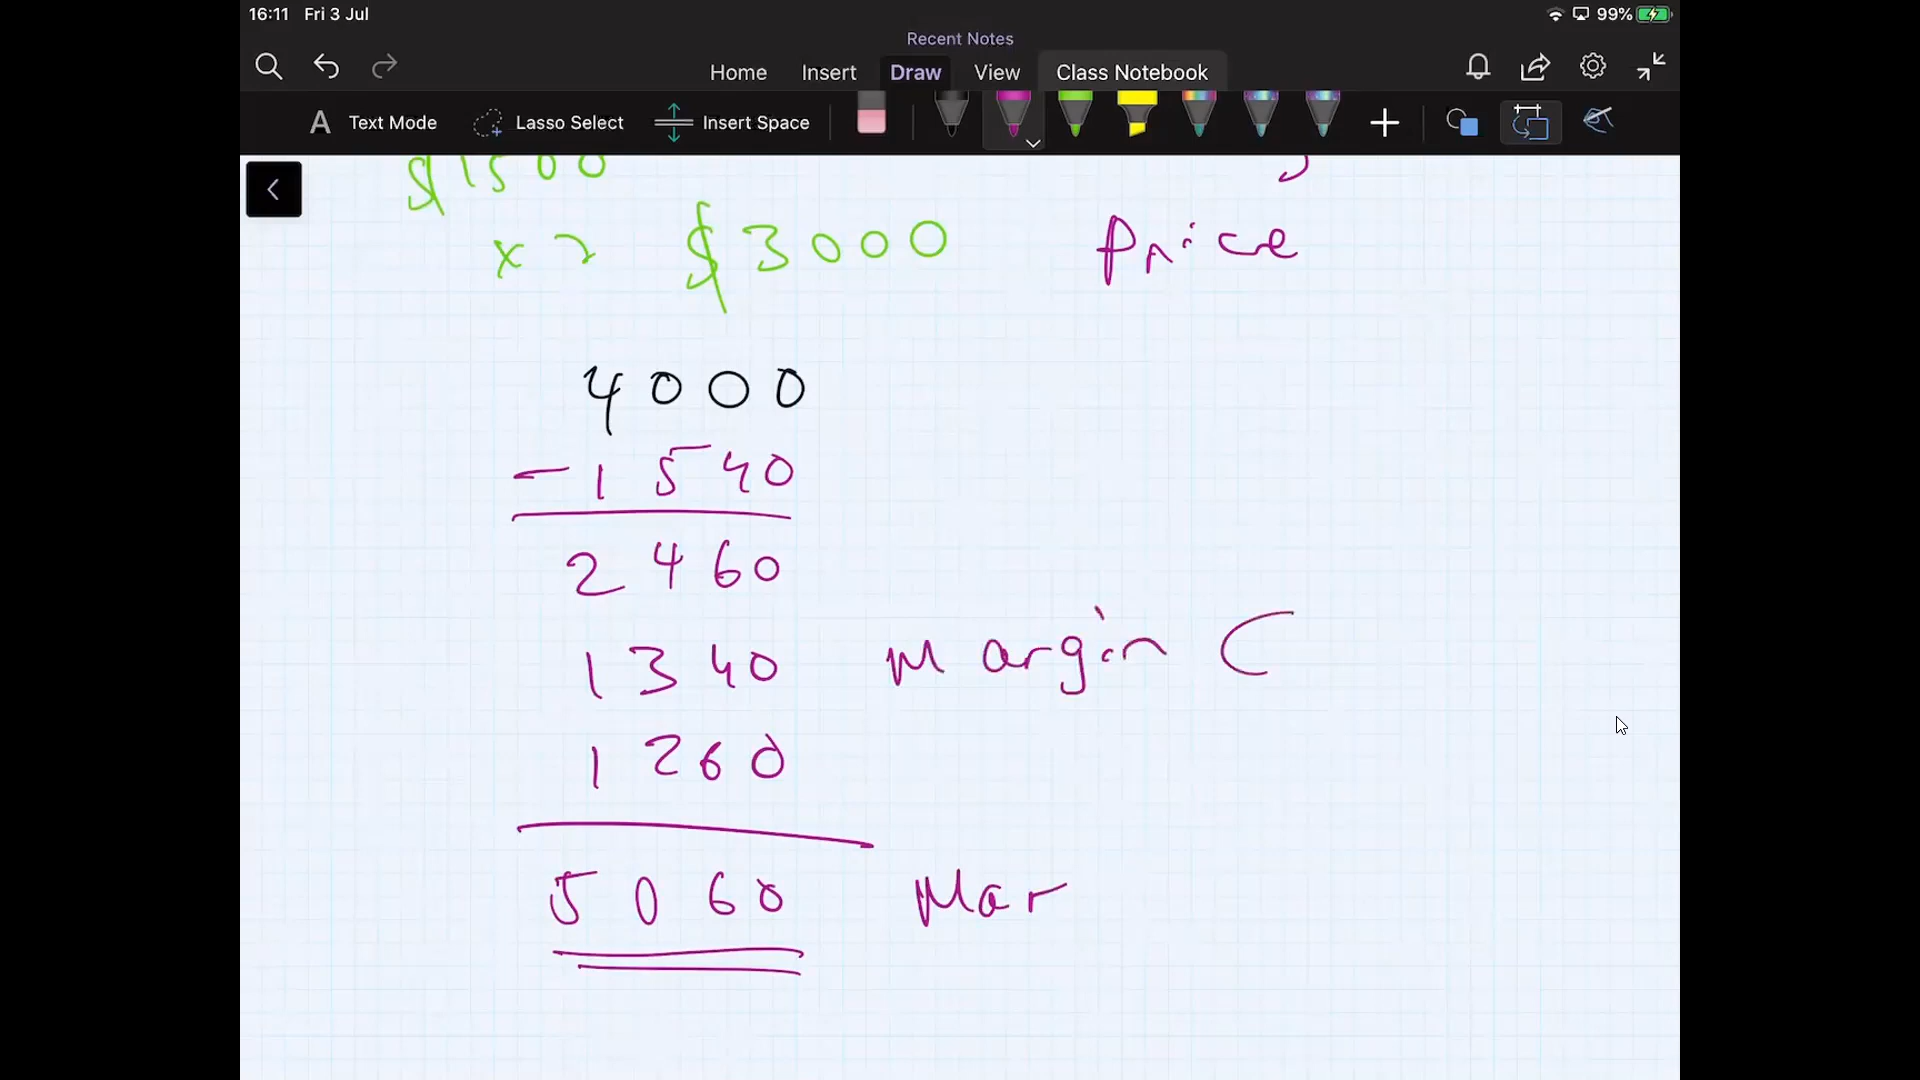 16:11 Fri 3 Jul 99%
Recent Notes
Home Insert Draw View Class Notebook
A Text Mode Lasso Select Insert Space
$1500
x 2 $3000 Price
4000
-1540
2460
1340 Margin C
1260
5060 Mar